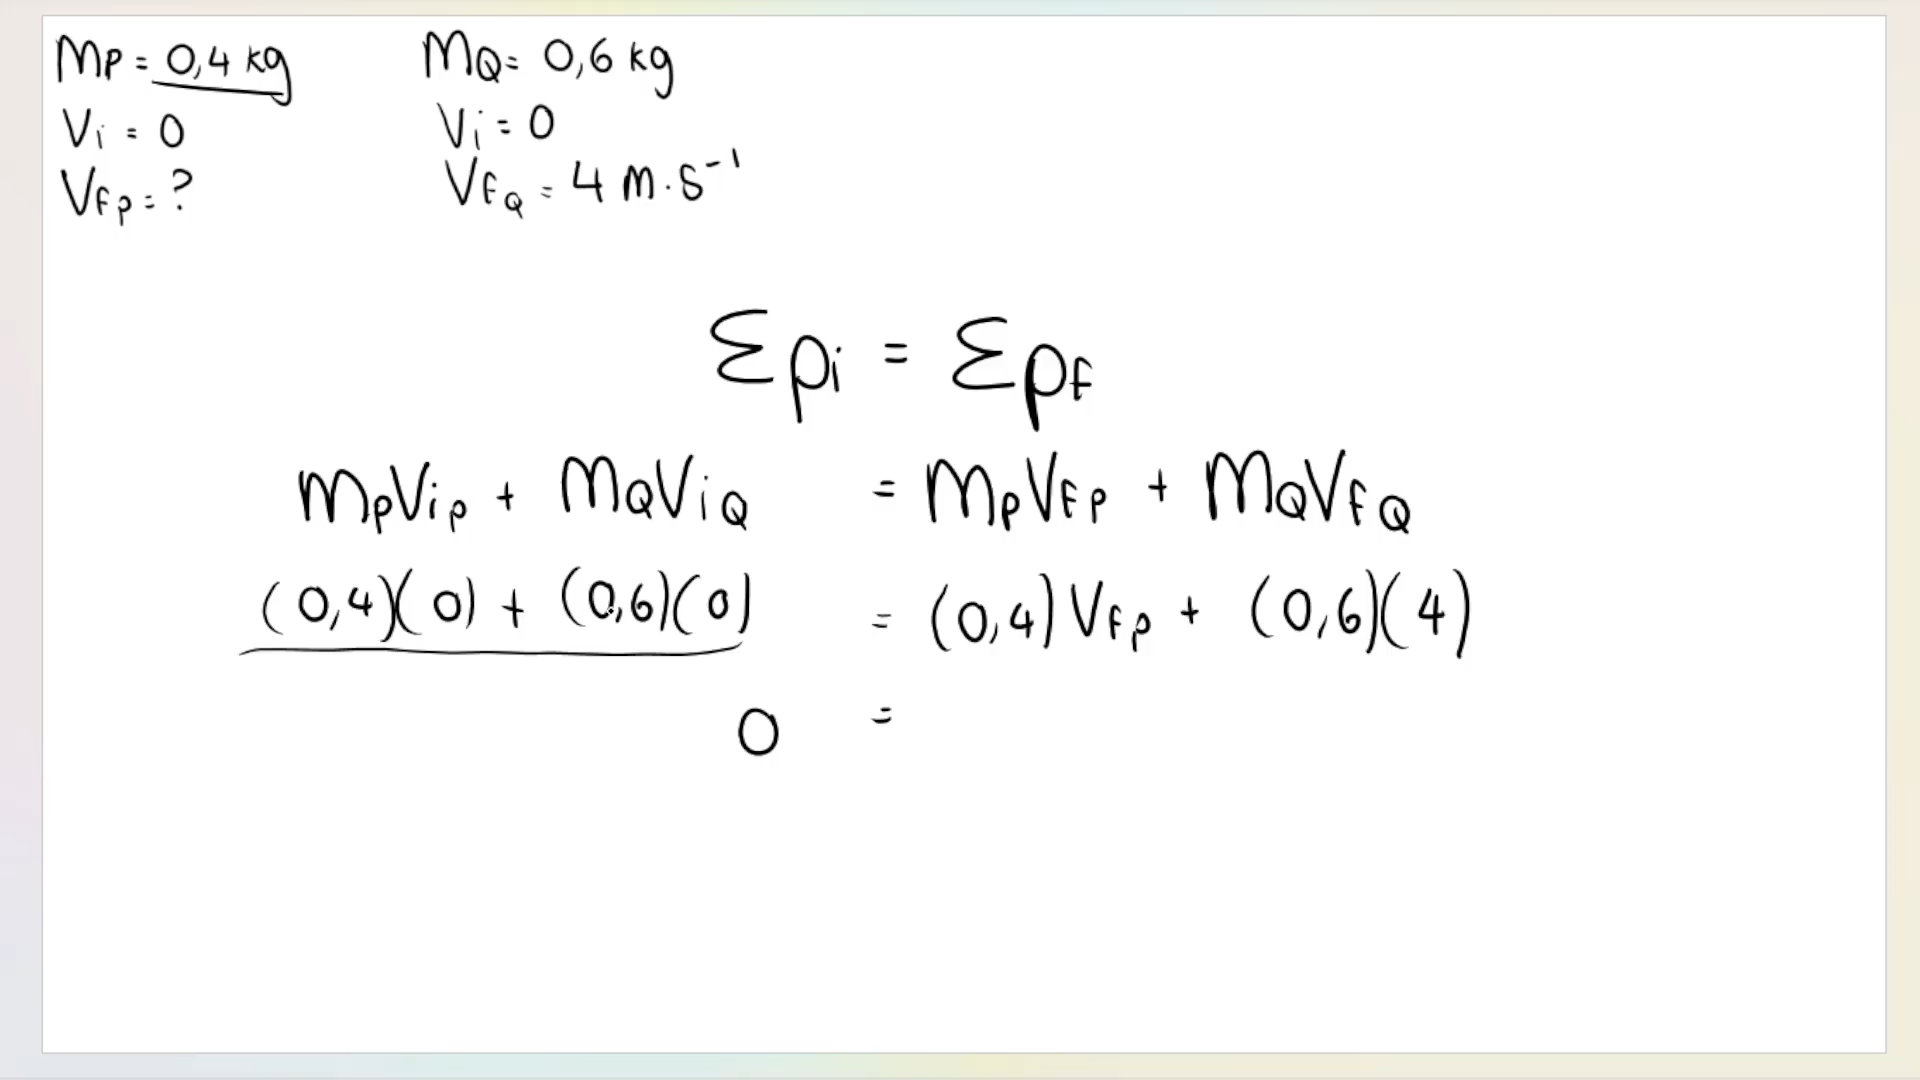 MP = 0,4 kg
Vi = 0
VfP = ?
MQ = 0,6 kg
Vi = 0
VfQ = 4 m.s⁻¹
Σpi = Σpf
MPViP + MQViQ = MPVfP + MQVfQ
(0,4)(0) + (0,6)(0) = (0,4)VfP + (0,6)(4)
0 =